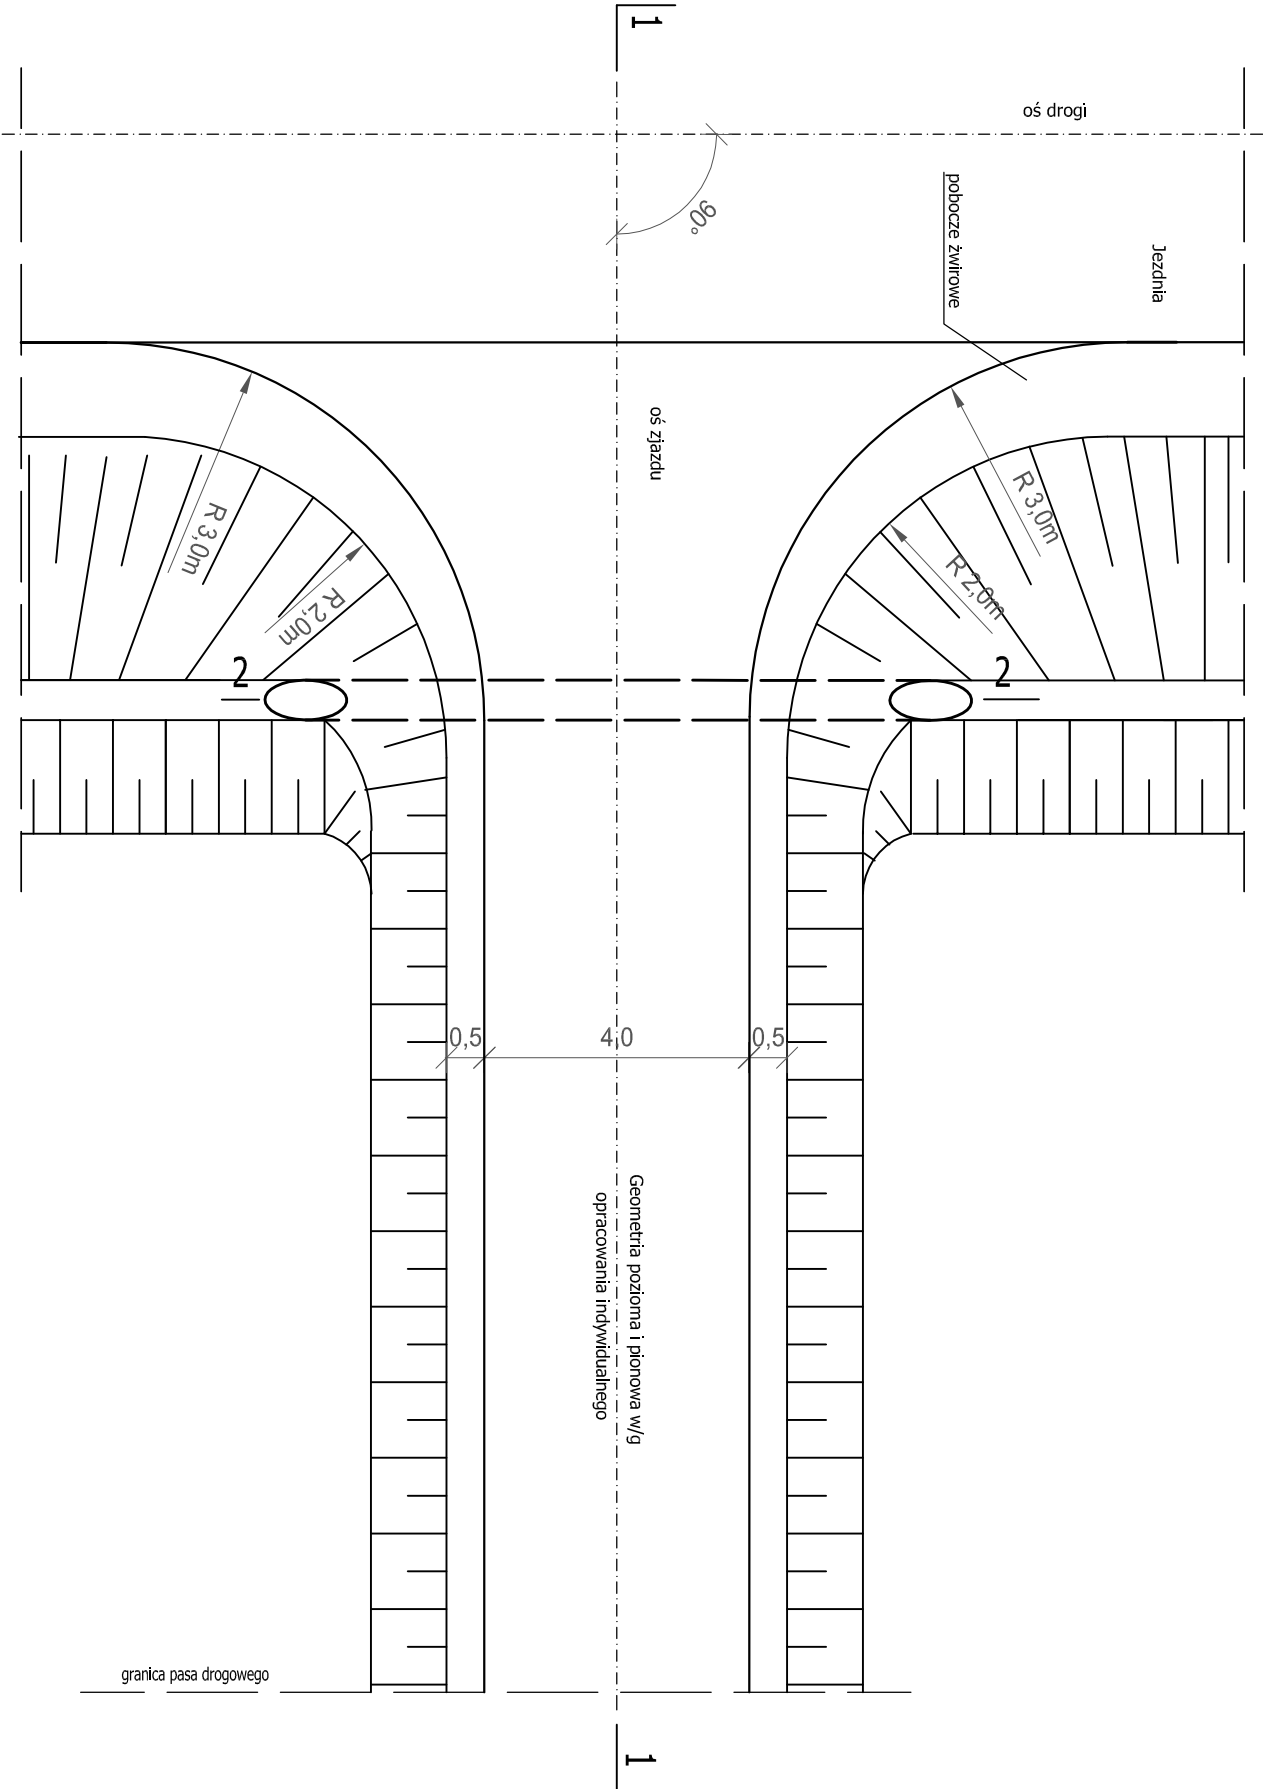 1
oś drogi
90°
pobocze żwirowe
Jezdnia
oś zjazdu
R 3,0m
R 3,0m
R 2,0m
R 2,0m
2
2
0,5
4,0
0,5
Geometria pozioma i pionowa w/g
opracowania indywidualnego
granica pasa drogowego
1